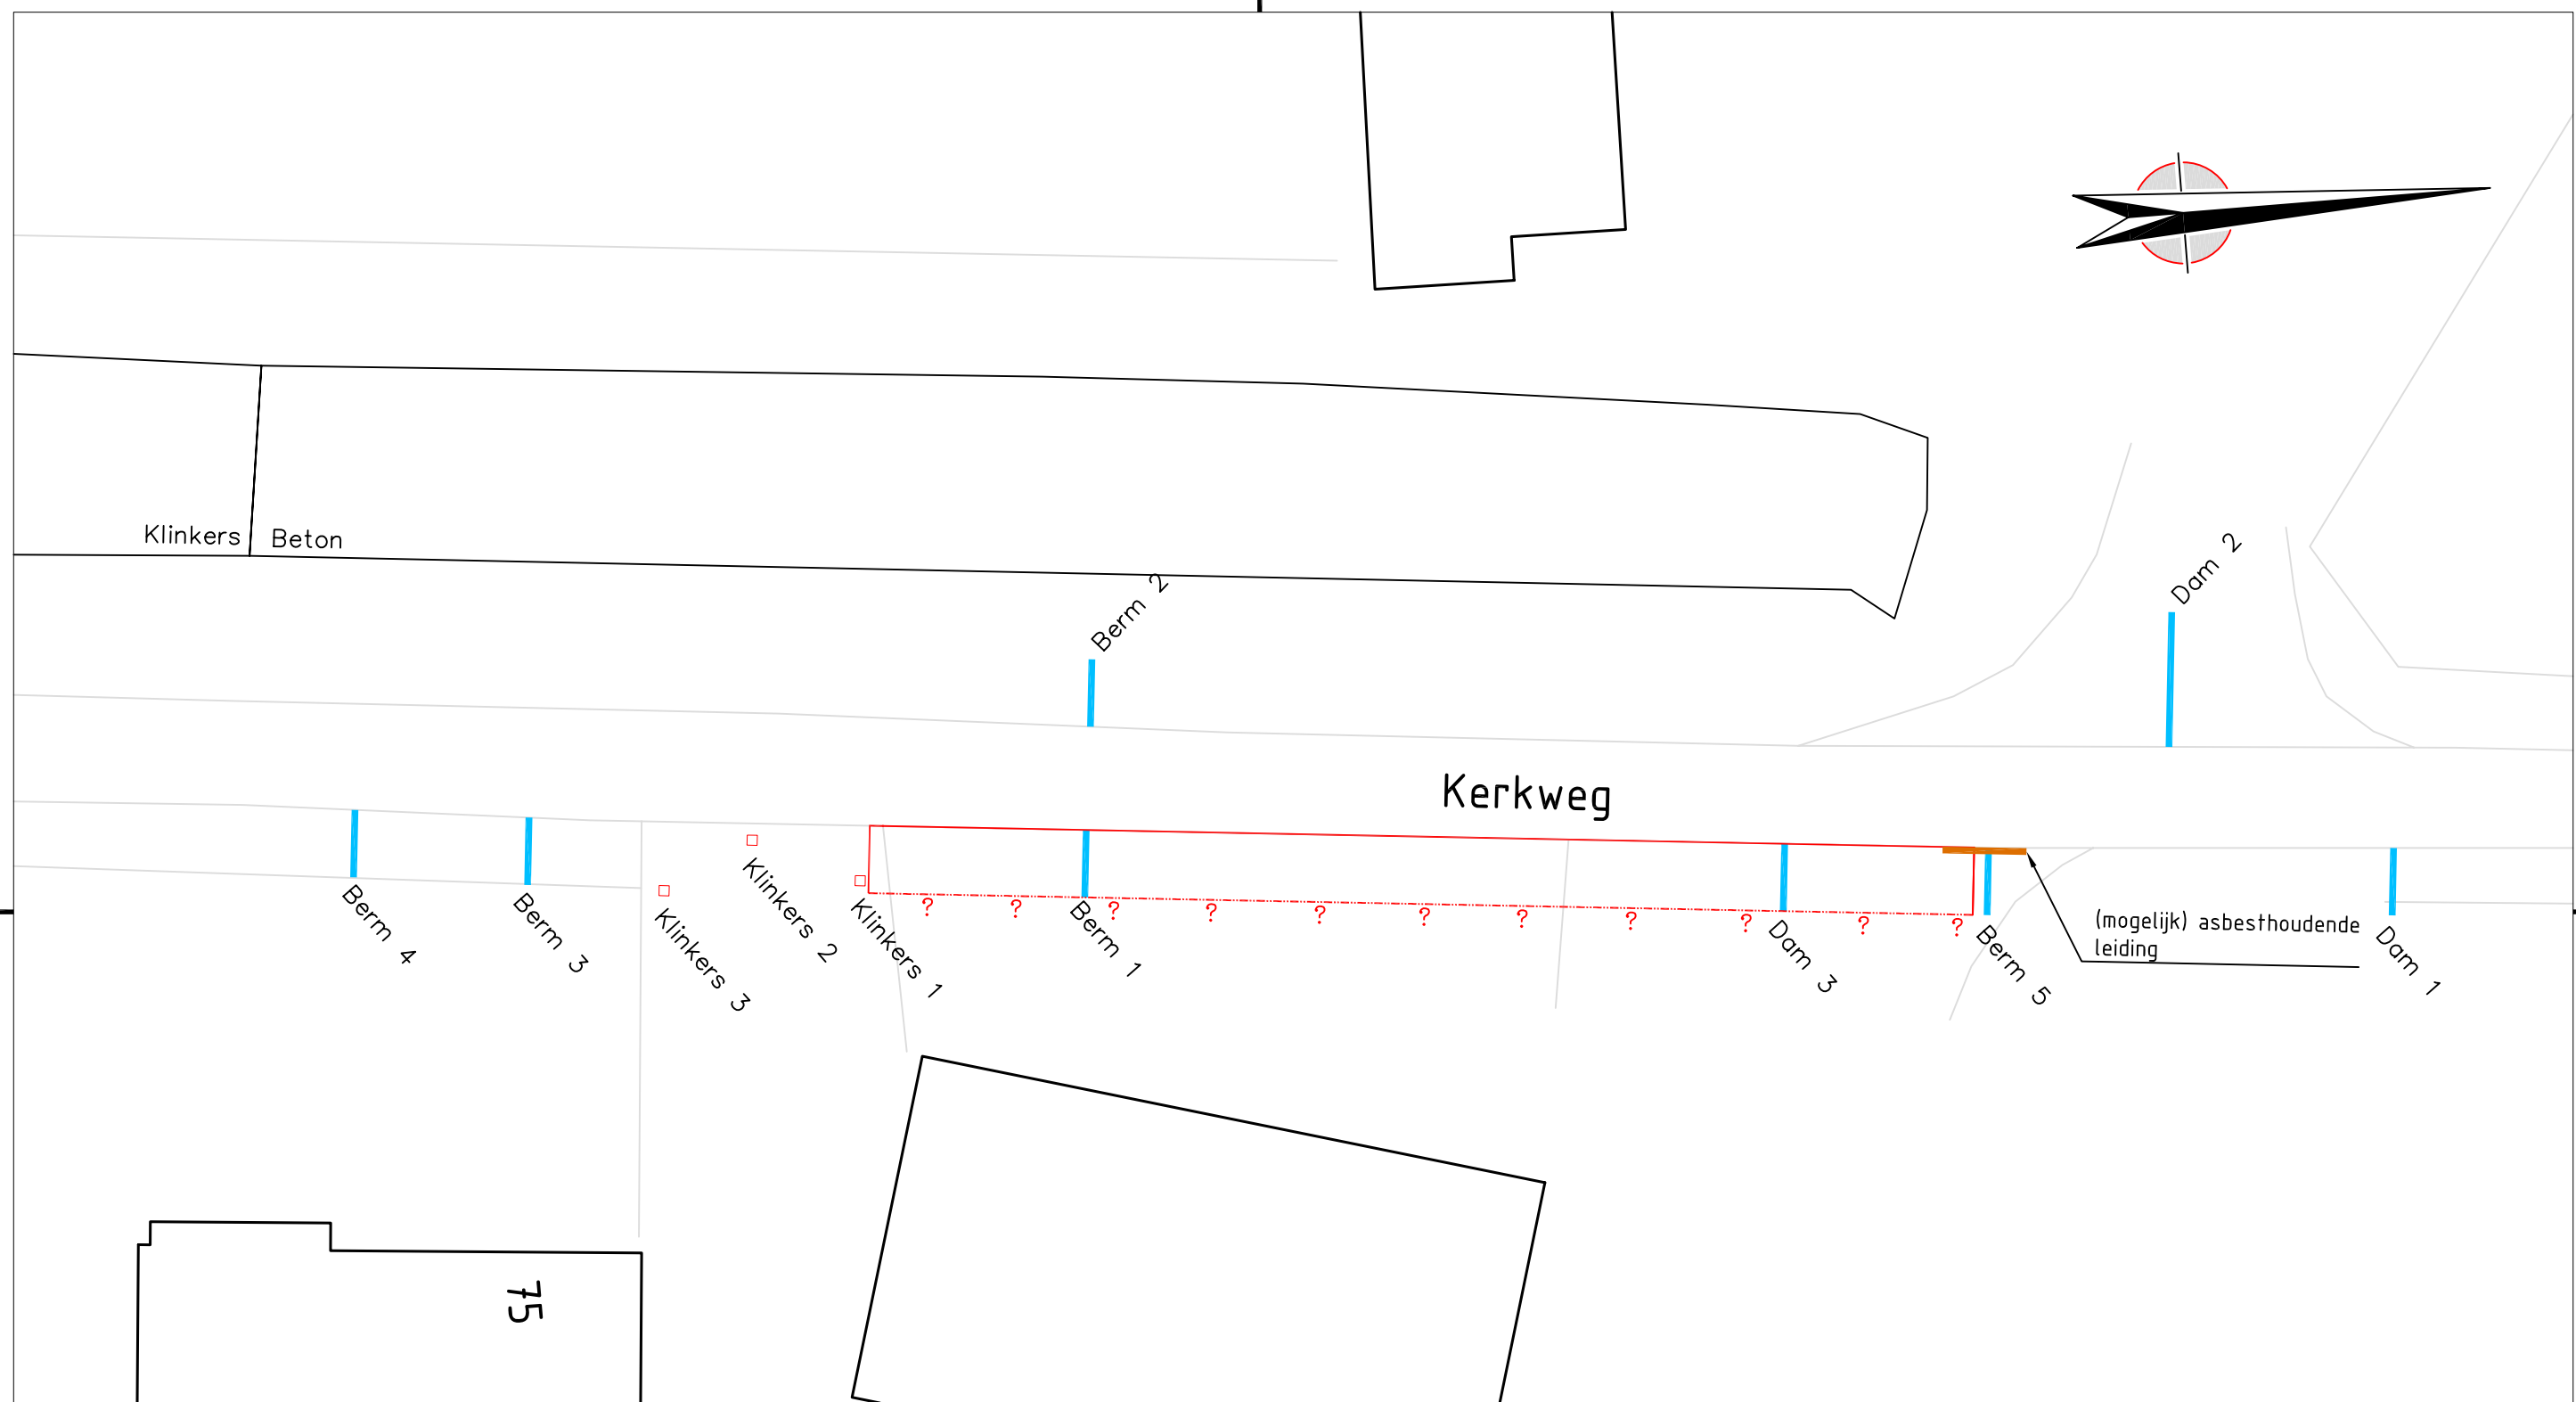 Klinkers
Beton
Berm 2
Dam 2
Kerkweg
Berm 4
Berm 3
Klinkers 3
Klinkers 2
Klinkers 1
? ? ? ? ? ? ? ? ? ? ?
Berm 1
Dam 3
Berm 5
(mogelijk) asbesthoudende
leiding
Dam 1
75